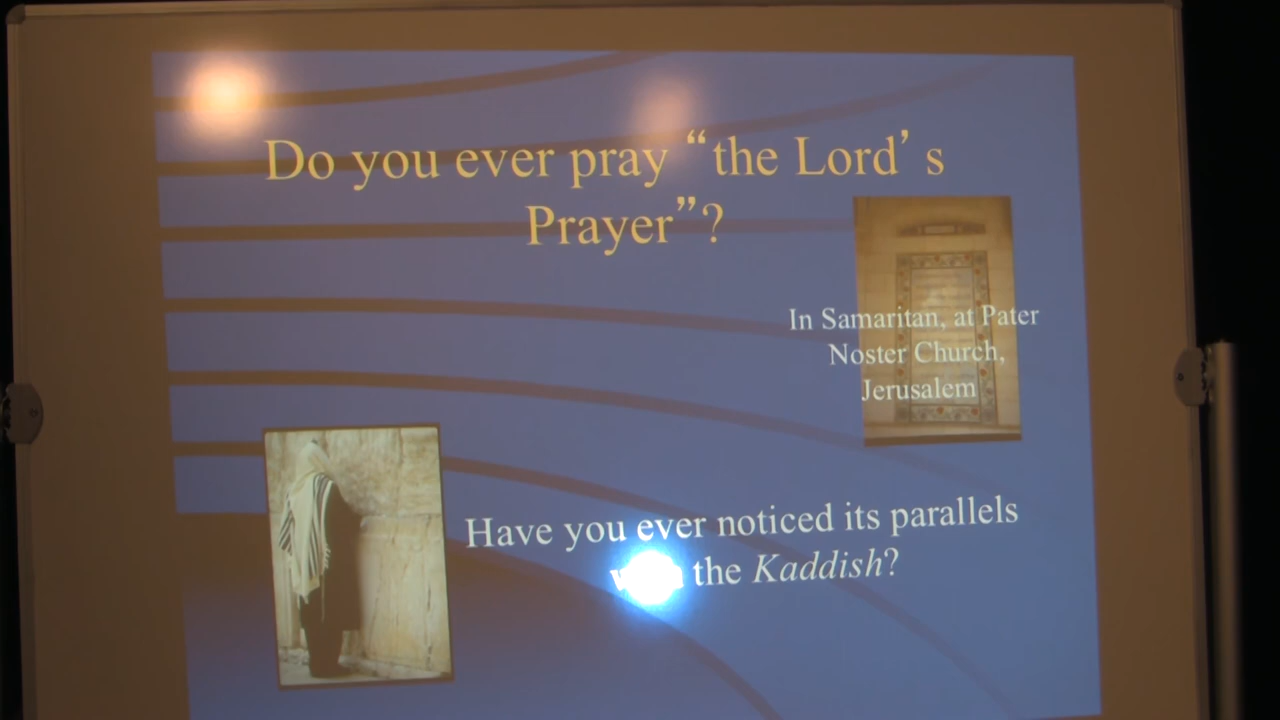 Do you ever pray “the Lord’s
Prayer”?
In Samaritan, at Pater
Noster Church,
Jerusalem
Have you ever noticed its parallels
the Kaddish?